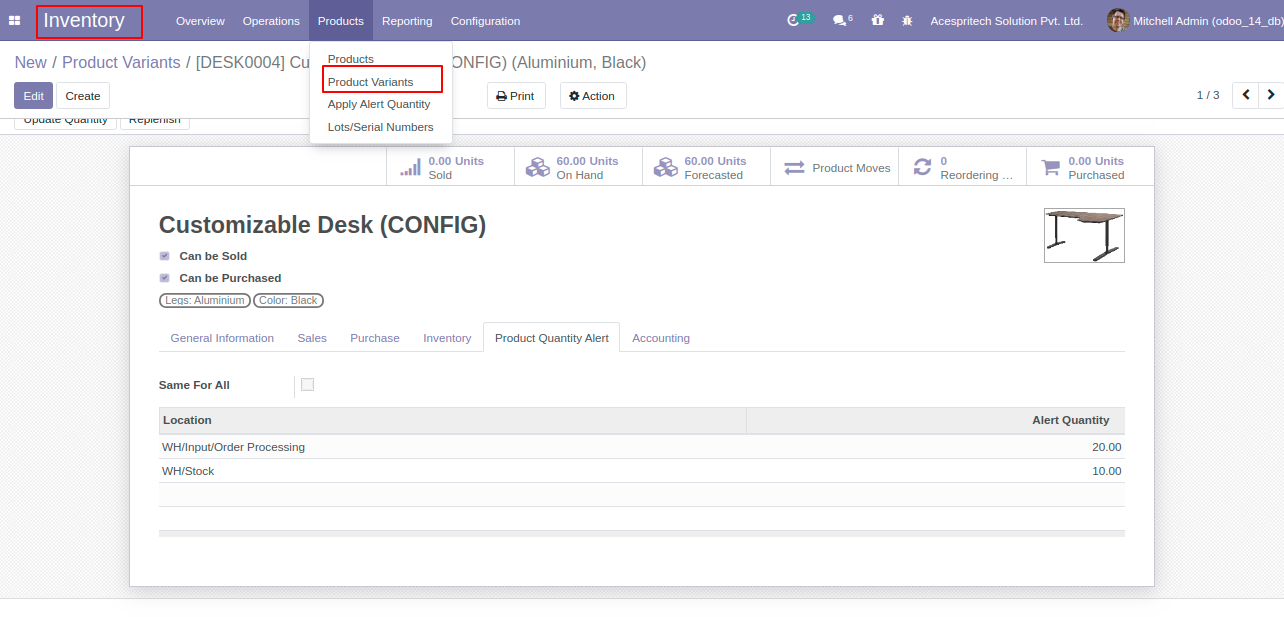 Inventory Overview Operations Products Reporting Configuration 13 6 Acespritech Solution Pvt. Ltd. Mitchell Admin (odoo_14_db)
New / Product Variants / [DESK0004] Cu ONFIG) (Aluminium, Black)
Products
Product Variants
Apply Alert Quantity
Lots/Serial Numbers
Edit Create Print Action 1 / 3
Update Quantity Replenish
0.00 Units
Sold
60.00 Units
On Hand
60.00 Units
Forecasted
Product Moves
0
Reordering ...
0.00 Units
Purchased
Customizable Desk (CONFIG)
Can be Sold
Can be Purchased
Legs: Aluminium Color: Black
General Information Sales Purchase Inventory Product Quantity Alert Accounting
Same For All
Location Alert Quantity
WH/Input/Order Processing 20.00
WH/Stock 10.00